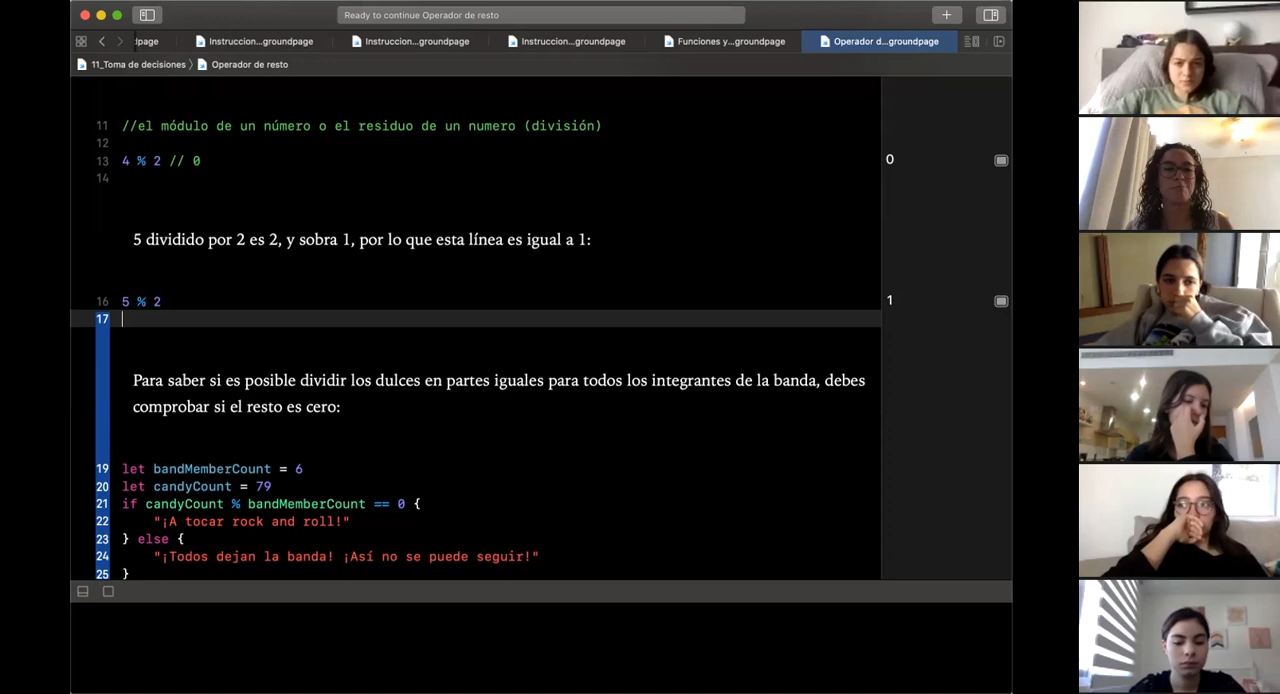 Ready to continue Operador de resto
dpage
Instruccion...groundpage
Instruccion...groundpage
Instruccion...groundpage
Funciones y...groundpage
Operador d...groundpage
11_Toma de decisiones
Operador de resto
11 //el módulo de un número o el residuo de un numero (división)
12
13 4 % 2 // 0
0
14
5 dividido por 2 es 2, y sobra 1, por lo que esta línea es igual a 1:
16 5 % 2
1
17
Para saber si es posible dividir los dulces en partes iguales para todos los integrantes de la banda, debes
comprobar si el resto es cero:
19 let bandMemberCount = 6
20 let candyCount = 79
21 if candyCount % bandMemberCount == 0 {
22 "¡A tocar rock and roll!"
23 } else {
24 "¡Todos dejan la banda! ¡Así no se puede seguir!"
25 }